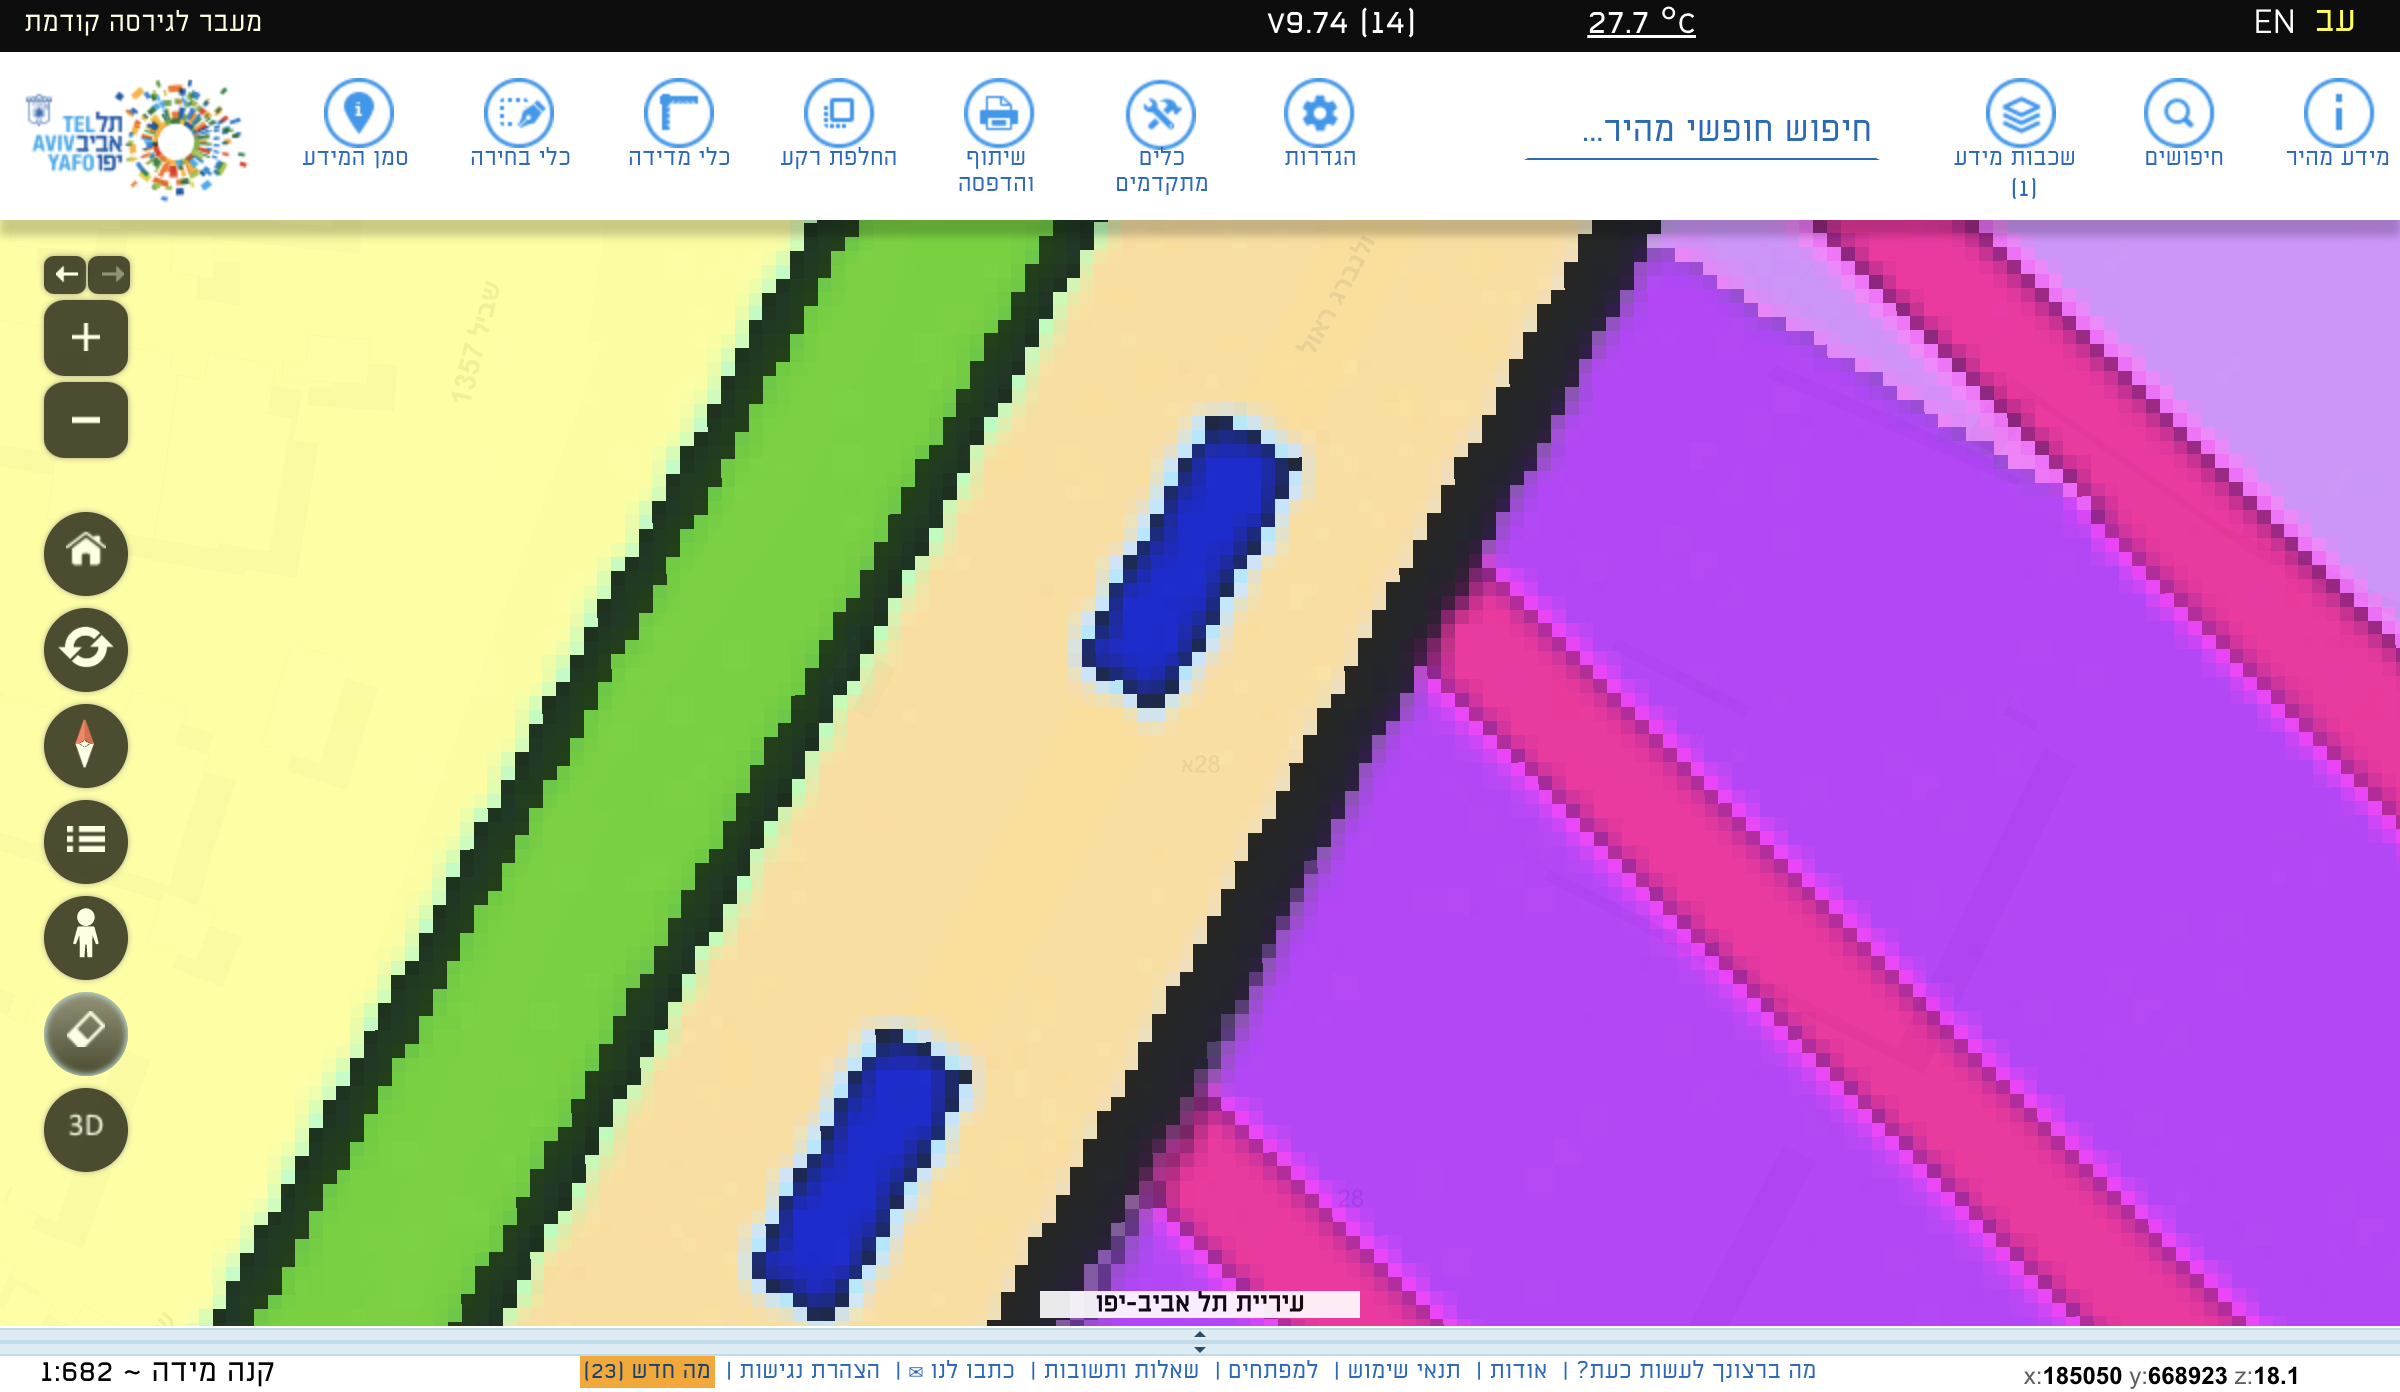 עב EN
27.7 °c
V9.74 (14)
מעבר לגירסה קודמת
מידע מהיר
חיפושים
שכבות מידע
(1)
חיפוש חופשי מהיר...
הגדרות
כלים
מתקדמים
שיתוף
והדפסה
החלפת רקע
כלי מדידה
כלי בחירה
סמן המידע
TEL תל
AVIV אביב
YAFO יפו
ולנברג ראול
שביל 1357
28א
28
3D
עיריית תל אביב-יפו
מה ברצונך לעשות כעת? | אודות | תנאי שימוש | למפתחים | שאלות ותשובות | כתבו לנו ✉ | הצהרת נגישות | מה חדש (23)
x:185050 y:668923 z:18.1
קנה מידה ~ 1:682